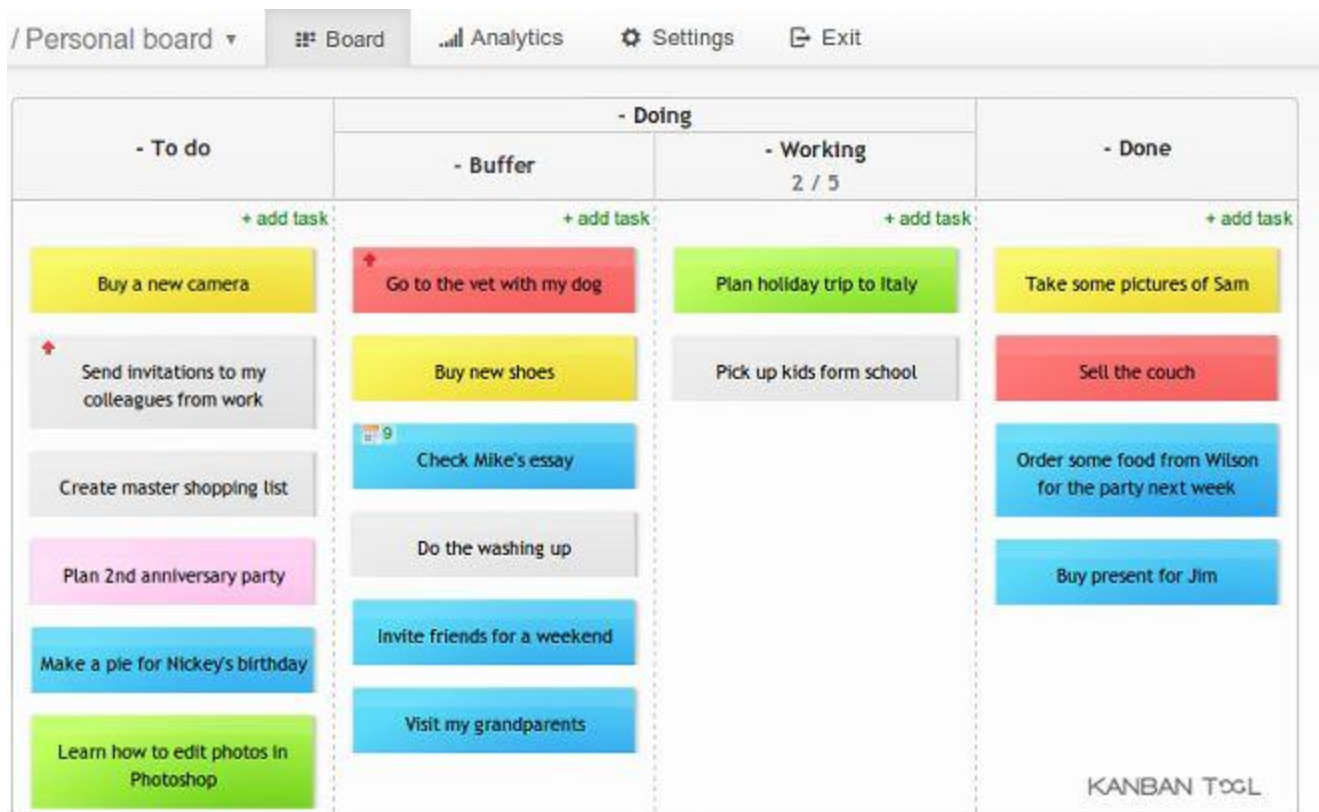 / Personal board ▾
Board
Analytics
Settings
Exit
- To do
- Doing
- Buffer
- Working
2 / 5
- Done
+ add task
Buy a new camera
Send invitations to my
colleagues from work
Create master shopping list
Plan 2nd anniversary party
Make a pie for Nickey's birthday
Learn how to edit photos in
Photoshop
+ add task
Go to the vet with my dog
Buy new shoes
9
Check Mike's essay
Do the washing up
Invite friends for a weekend
Visit my grandparents
+ add task
Plan holiday trip to Italy
Pick up kids form school
+ add task
Take some pictures of Sam
Sell the couch
Order some food from Wilson
for the party next week
Buy present for Jim
KANBAN TOOL